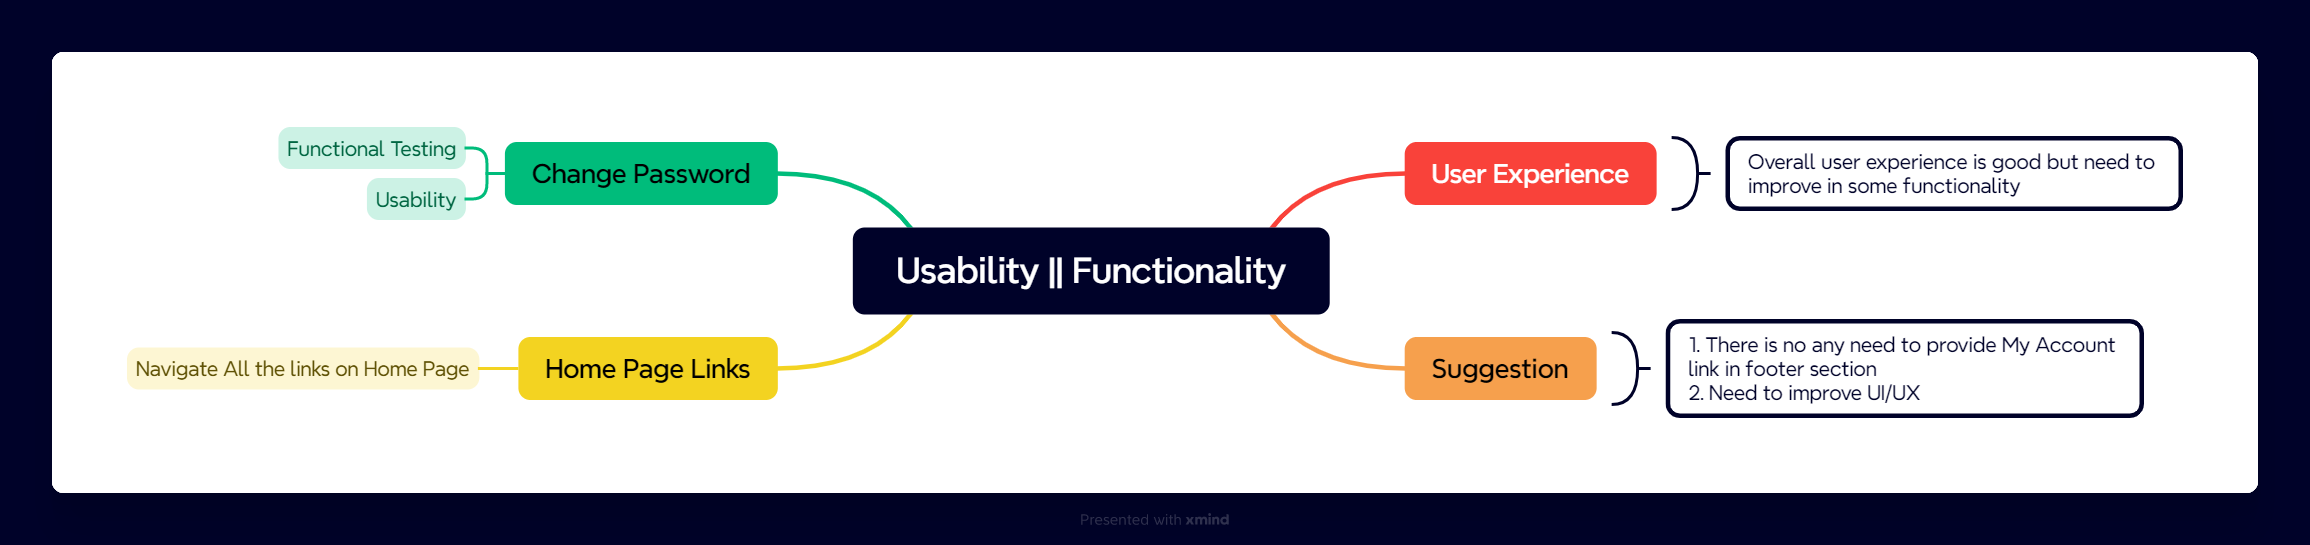 Functional Testing
Usability
Change Password
User Experience
Overall user experience is good but need to
improve in some functionality
Usability || Functionality
Navigate All the links on Home Page
Home Page Links
Suggestion
1. There is no any need to provide My Account
link in footer section
2. Need to improve UI/UX
Presented with xmind